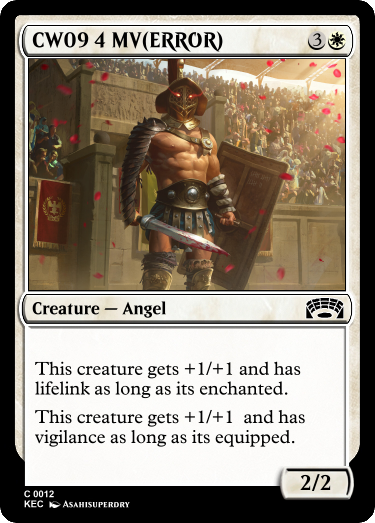 CW09 4 MV(ERROR) 3
Creature — Angel
This creature gets +1/+1 and has
lifelink as long as its enchanted.
This creature gets +1/+1  and has
vigilance as long as its equipped.
2/2
C 0012
KEC Asahisuperdry